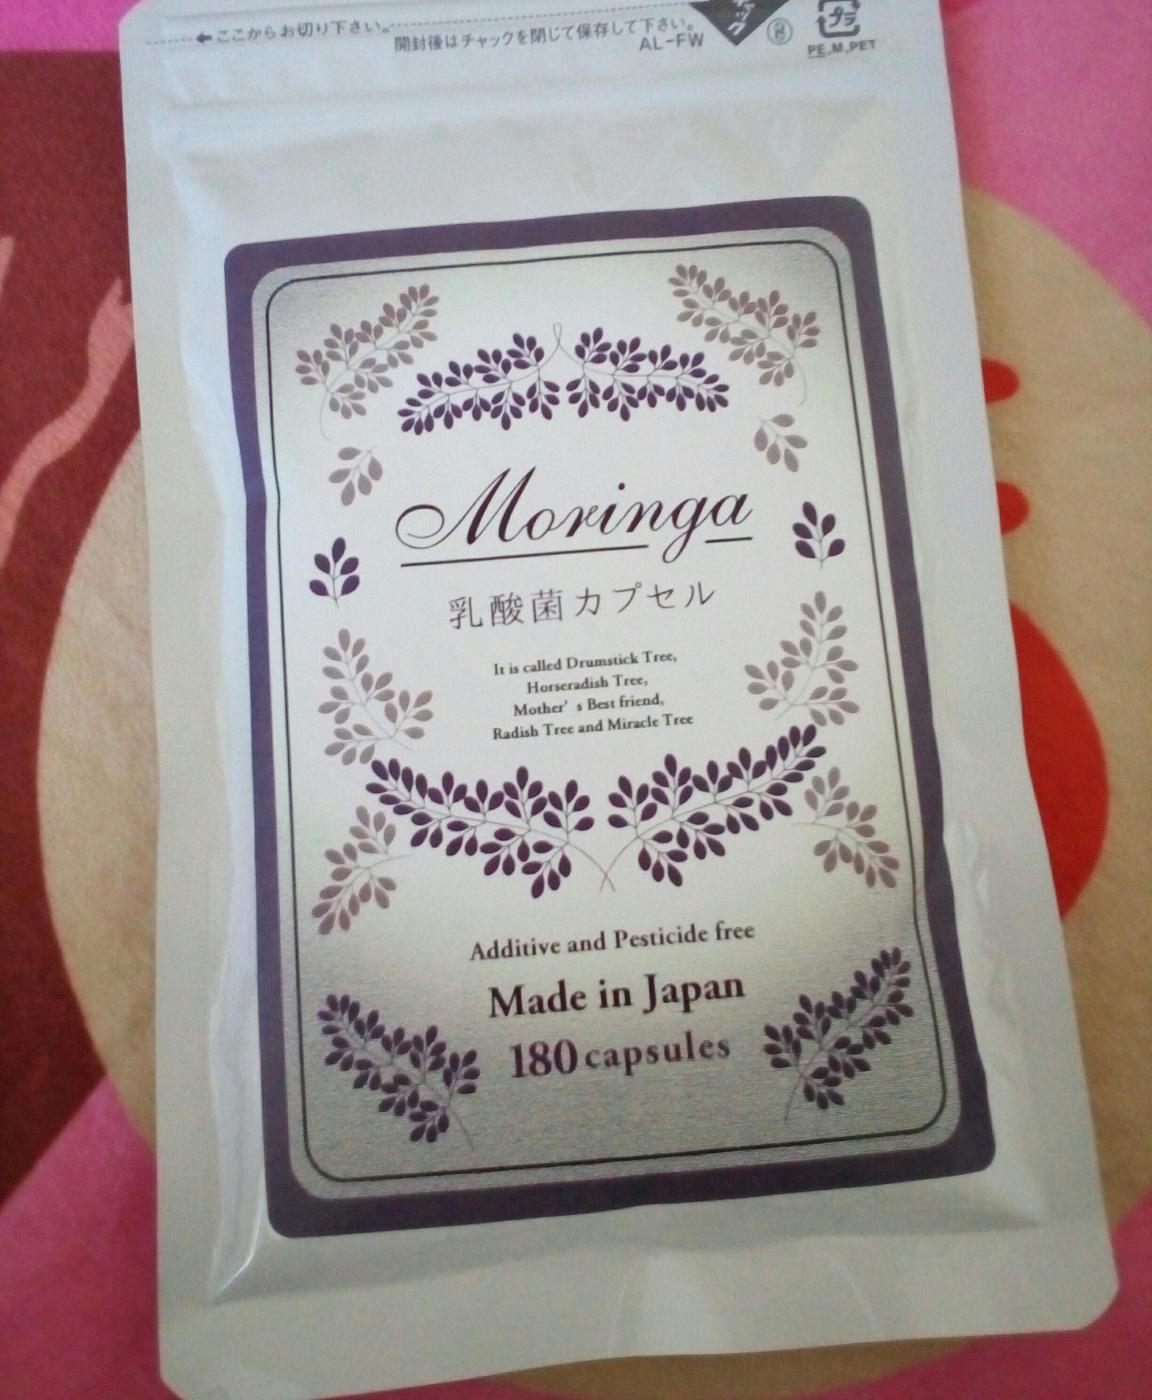 ←ここからお切り下さい。
開封後はチャックを閉じて保存して下さい。
AL-FW
プラ
PE,M,PET
Moringa
乳酸菌カプセル
It is called Drumstick Tree,
Horseradish Tree,
Mother’s Best friend,
Radish Tree and Miracle Tree
Additive and Pesticide free
Made in Japan
180 capsules